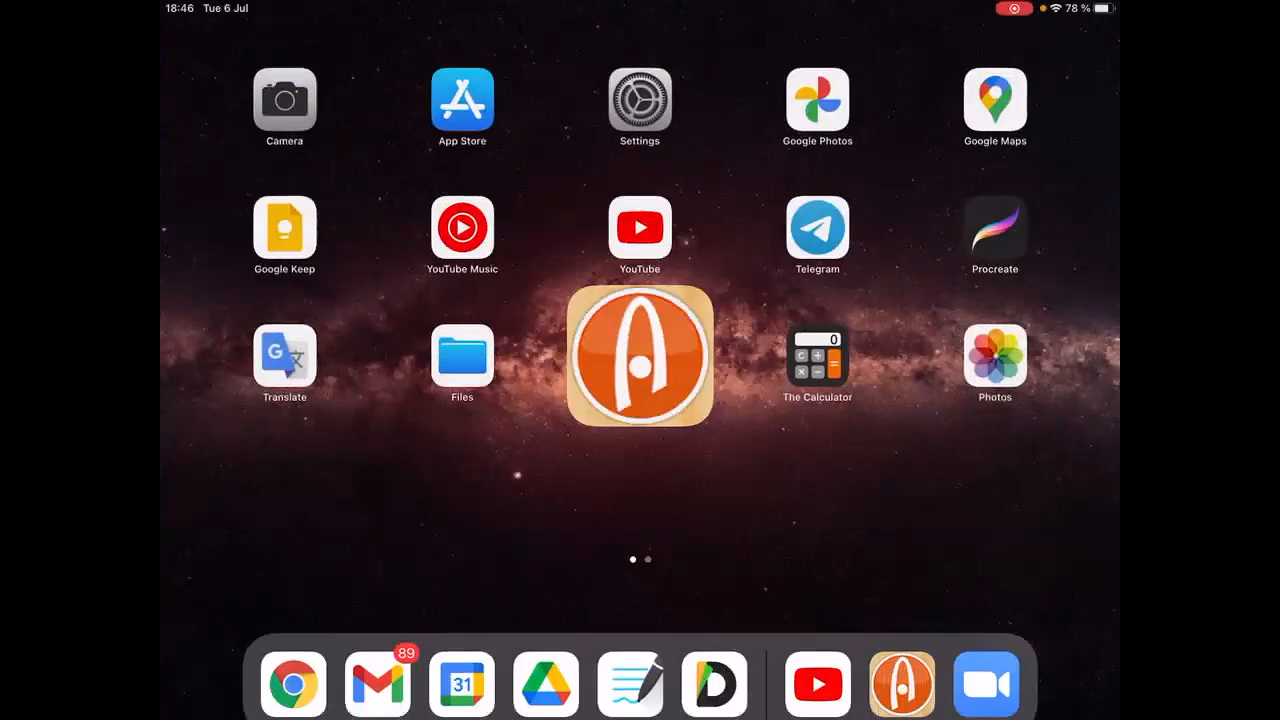 18:46 Tue 6 Jul 78 %
Camera App Store Settings Google Photos Google Maps
Google Keep YouTube Music YouTube Telegram Procreate
0
C + = × −
G 文
Translate Files The Calculator Photos
89
31